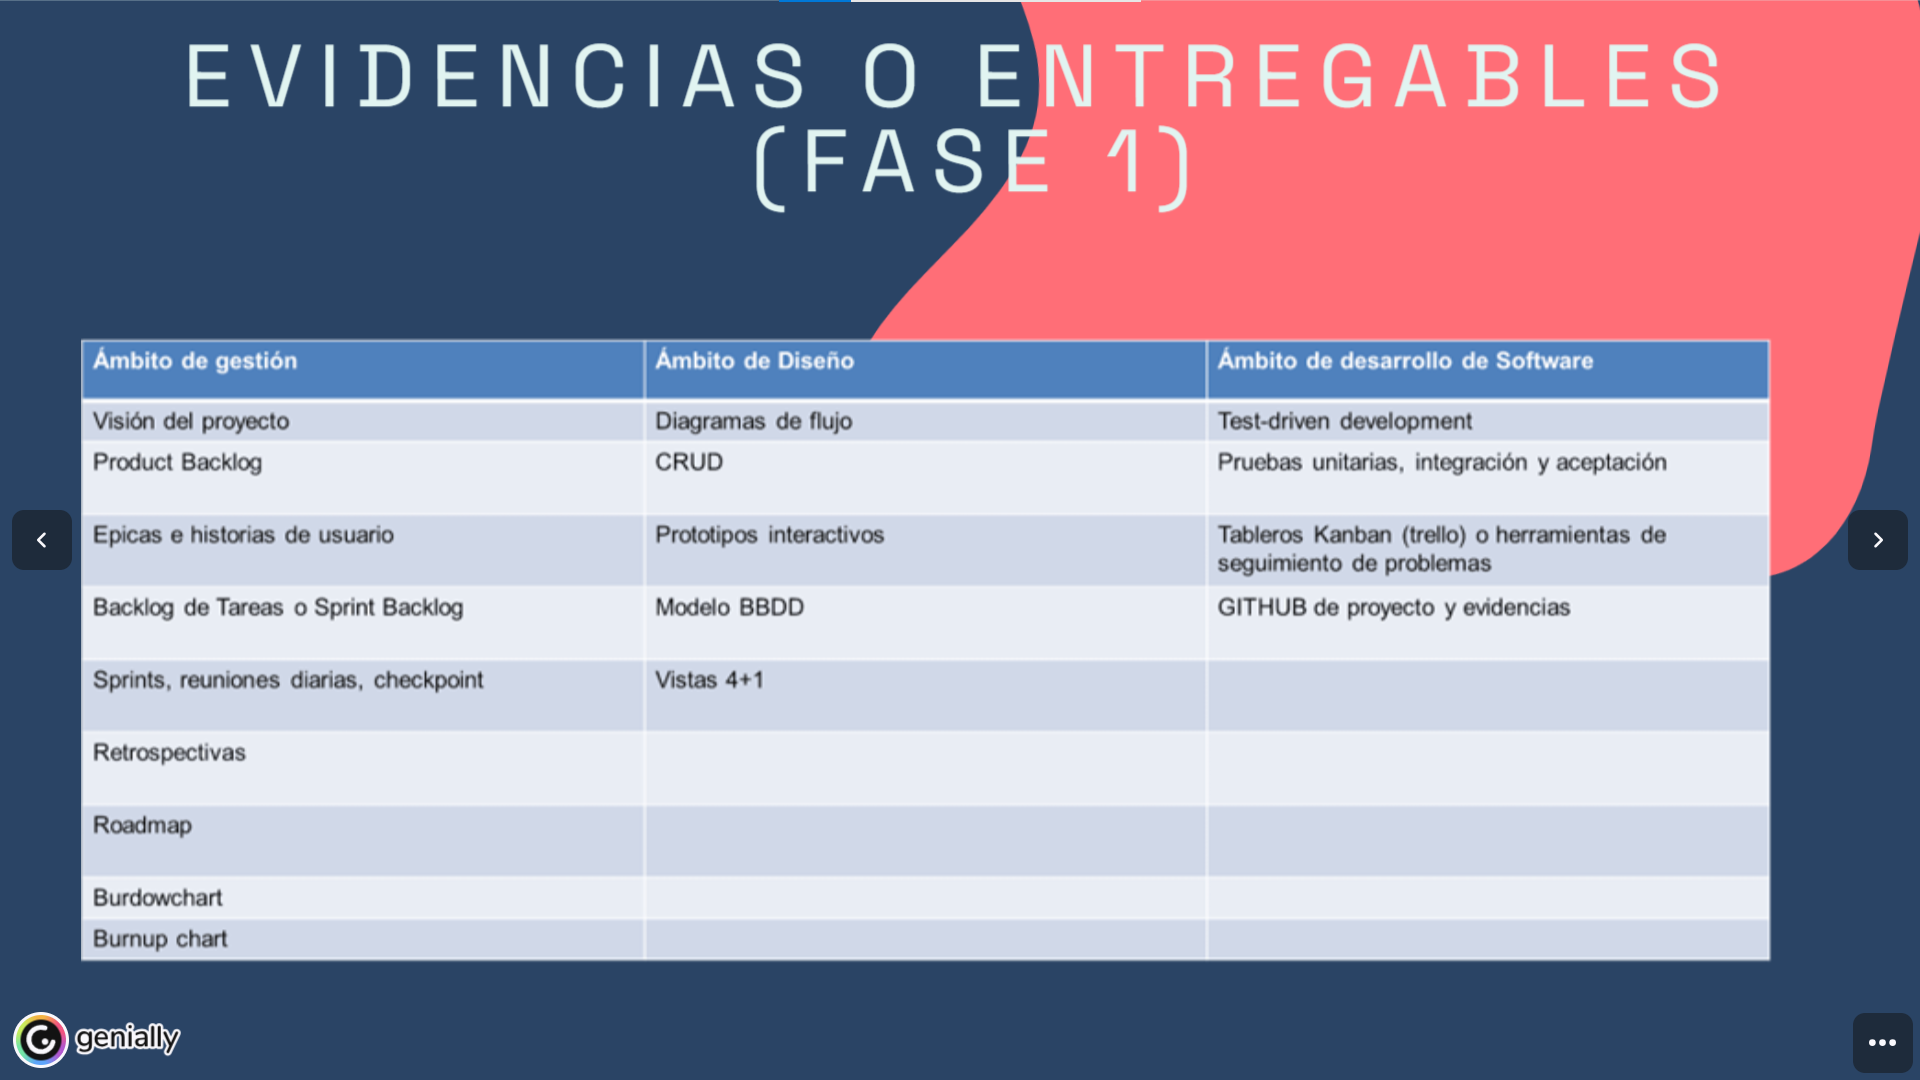 EVIDENCIAS O ENTREGABLES
(FASE 1)
Ámbito de gestión
Ámbito de Diseño
Ámbito de desarrollo de Software
Visión del proyecto
Diagramas de flujo
Test-driven development
Product Backlog
CRUD
Pruebas unitarias, integración y aceptación
Epicas e historias de usuario
Prototipos interactivos
Tableros Kanban (trello) o herramientas de
seguimiento de problemas
Backlog de Tareas o Sprint Backlog
Modelo BBDD
GITHUB de proyecto y evidencias
Sprints, reuniones diarias, checkpoint
Vistas 4+1
Retrospectivas
Roadmap
Burdowchart
Burnup chart
genially